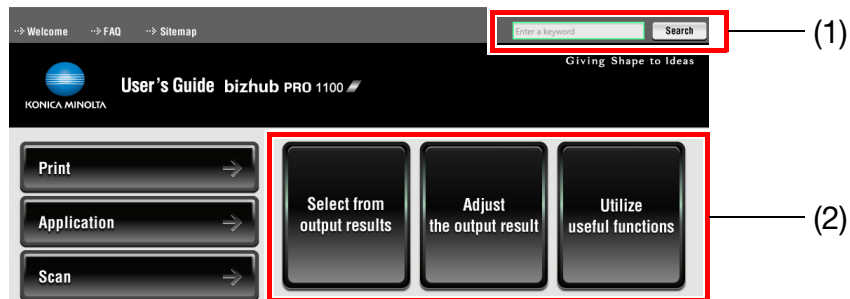 Welcome FAQ Sitemap
Enter a keyword Search (1)
Giving Shape to Ideas
KONICA MINOLTA
User's Guide bizhub PRO 1100
Print
Application
Scan
Select from
output results
Adjust
the output result
Utilize
useful functions
(2)